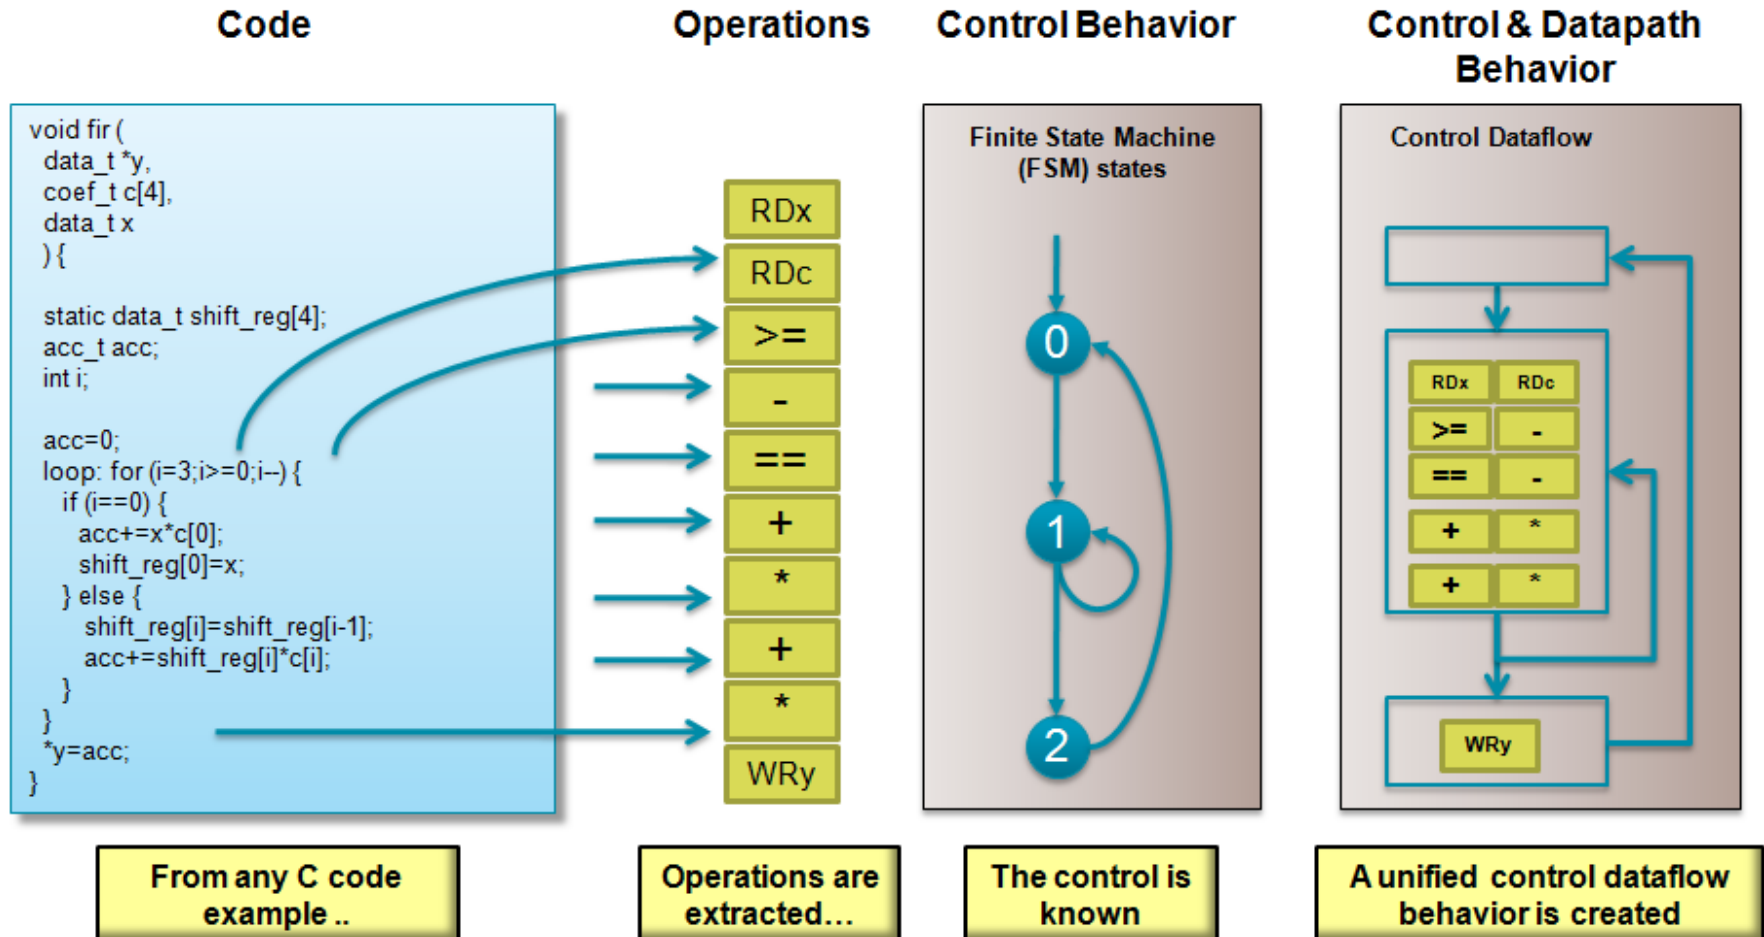 Code
void fir (
data_t *y,
coef_t c[4],
data_t x
) {
static data_t shift_reg[4];
acc_t acc;
int i;
acc=0;
loop: for (i=3;i>=0;i--) {
if (i==0) {
acc+=x*c[0];
shift_reg[0]=x;
} else {
shift_reg[i]=shift_reg[i-1];
acc+=shift_reg[i]*c[i];
}
}
*y=acc;
}
From any C code
example ..
Operations
RDx
RDc
>=
-
==
+
*
+
*
WRy
Operations are
extracted…
Control Behavior
Finite State Machine
(FSM) states
0
1
2
The control is
known
Control & Datapath
Behavior
Control Dataflow
RDx RDc
>= -
== -
+ *
+ *
WRy
A unified control dataflow
behavior is created